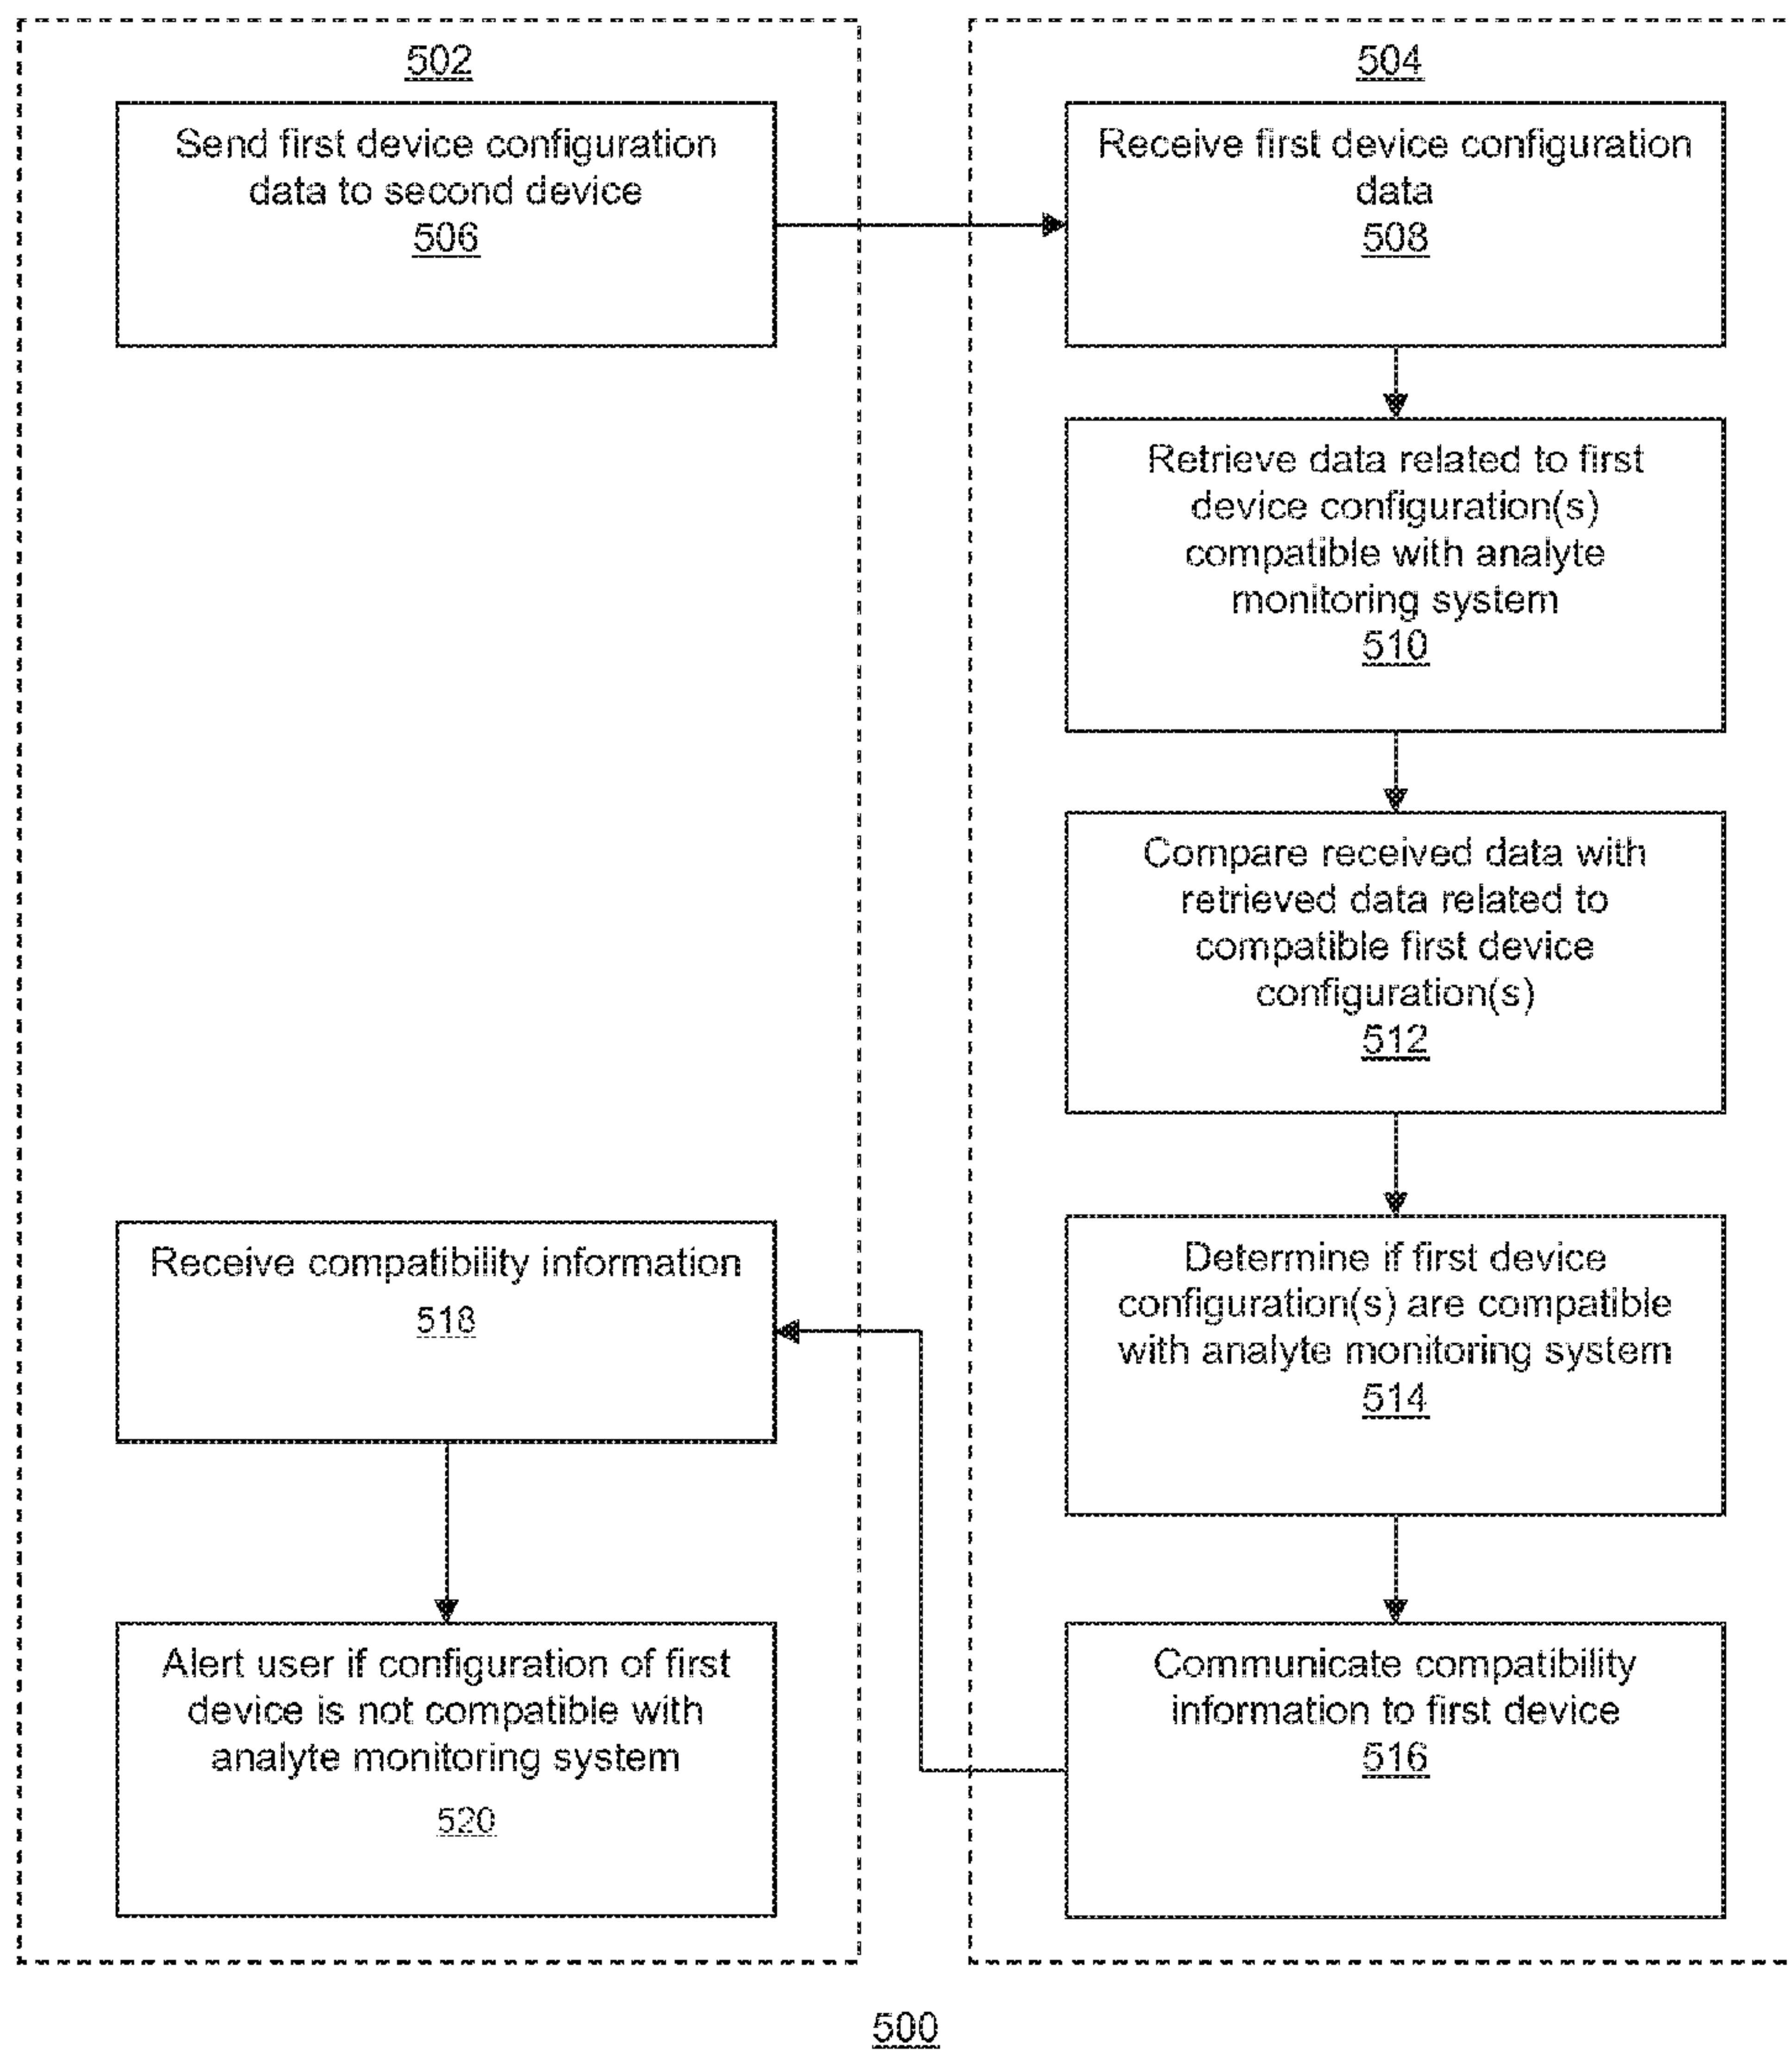 502
Send first device configuration
data to second device
506
504
Receive first device configuration
data
508
Retrieve data related to first
device configuration(s)
compatible with analyte
monitoring system
510
Compare received data with
retrieved data related to
compatible first device
configuration(s)
512
Determine if first device
configuration(s) are compatible
with analyte monitoring system
514
Communicate compatibility
information to first device
516
Receive compatibility information
518
Alert user if configuration of first
device is not compatible with
analyte monitoring system
520
500